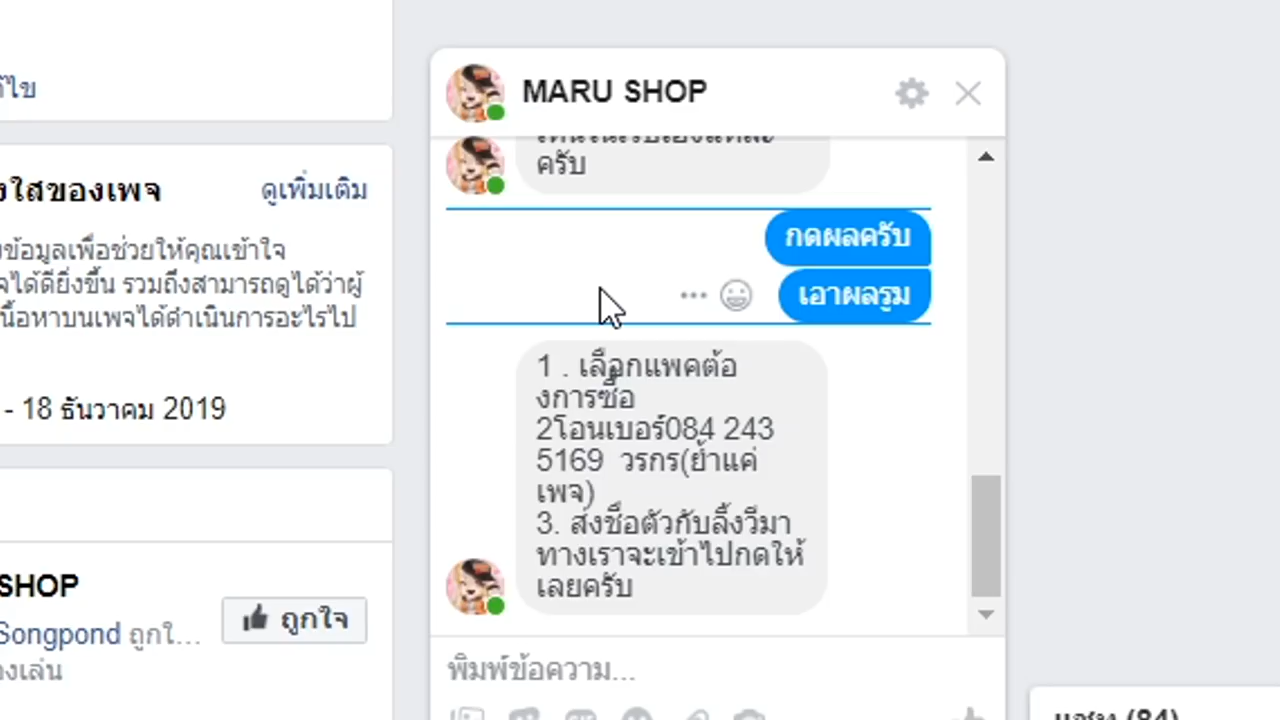 MARU SHOP
ครับ
ดูเพิ่มเติม
งข้อมูลเพื่อช่วยให้คุณเข้าใจ
จได้ดียิ่งขึ้น รวมถึงสามารถดูได้ว่าผู้
นื้อหาบนเพจได้ดำเนินการอะไรไป
- 18 ธันวาคม 2019
SHOP
Songpond ถูกใ...
ถูกใจ
องเล่น
กดผลครับ
เอาผลรูม
1 . เลือกแพคต้อ
งการซื้อ
2โอนเบอร์084 243
5169 วรกร(ย้ำแค่
เพจ)
3. ส่งชื่อตัวกับลิ้งวีมา
ทางเราจะเข้าไปกดให้
เลยครับ
พิมพ์ข้อความ...